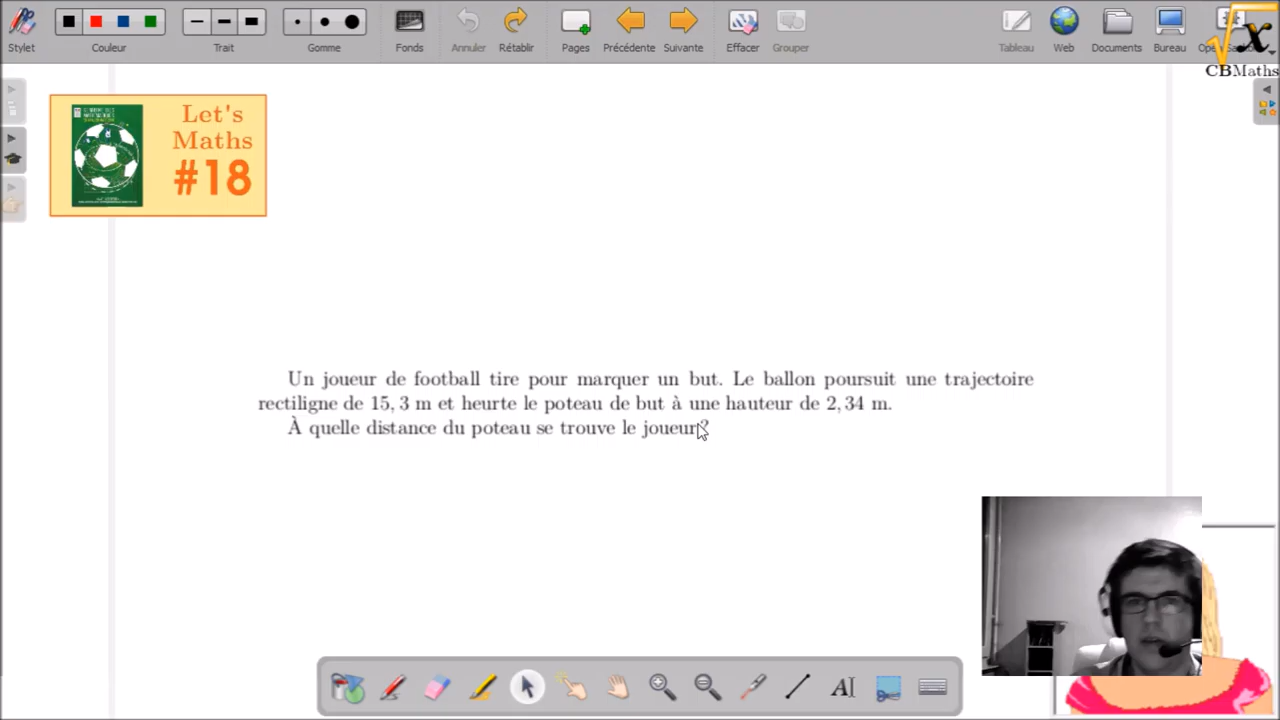 Stylet
Couleur
Trait
Gomme
Fonds
Annuler
Rétablir
Pages
Précédente
Suivante
Effacer
Grouper
Tableau
Web
Documents
Bureau
√x
CBMaths
Let's
Maths
#18
Un joueur de football tire pour marquer un but. Le ballon poursuit une trajectoire
rectiligne de 15, 3 m et heurte le poteau de but à une hauteur de 2, 34 m.
À quelle distance du poteau se trouve le joueur ?